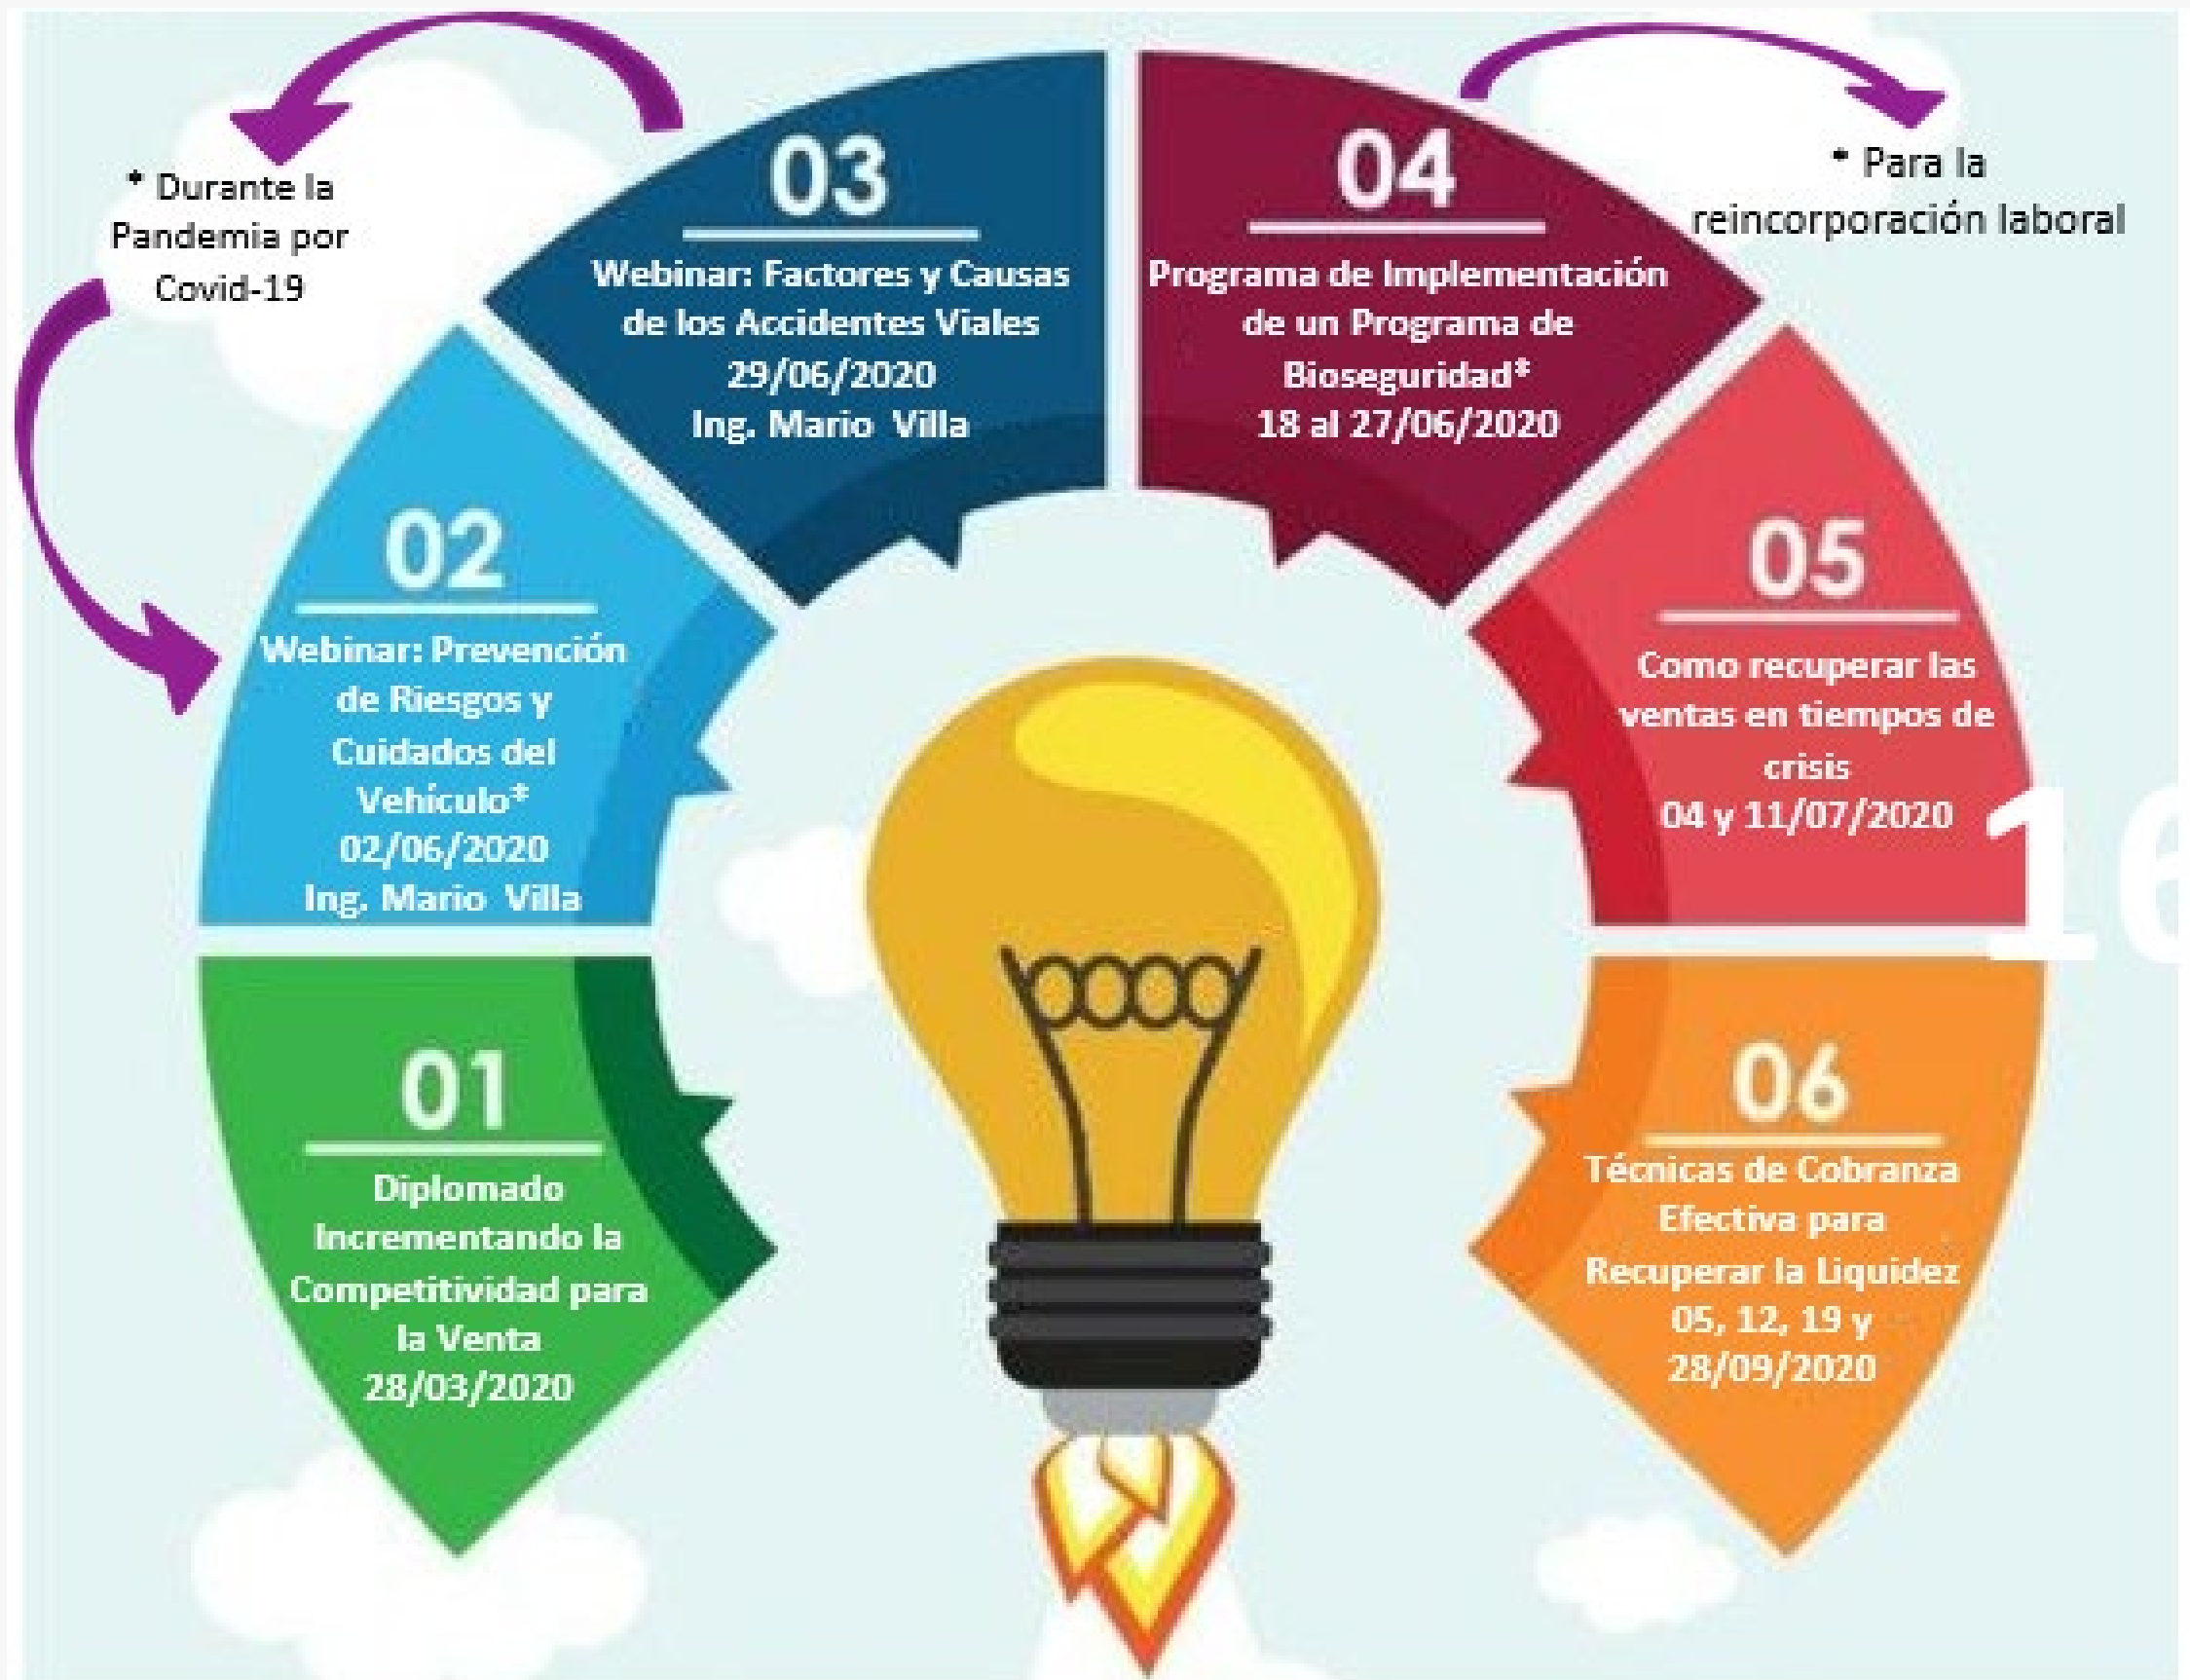 01
Diplomado
Incrementando la
Competitividad para
la Venta
28/03/2020
02
Webinar: Prevención
de Riesgos y
Cuidados del
Vehículo*
02/06/2020
Ing. Mario Villa
* Durante la
Pandemia por
Covid-19
03
Webinar: Factores y Causas
de los Accidentes Viales
29/06/2020
Ing. Mario Villa
04
Programa de Implementación
de un Programa de
Bioseguridad*
18 al 27/06/2020
* Para la
reincorporación laboral
05
Como recuperar las
ventas en tiempos de
crisis
04 y 11/07/2020
16
06
Técnicas de Cobranza
Efectiva para
Recuperar la Liquidez
05, 12, 19 y
28/09/2020